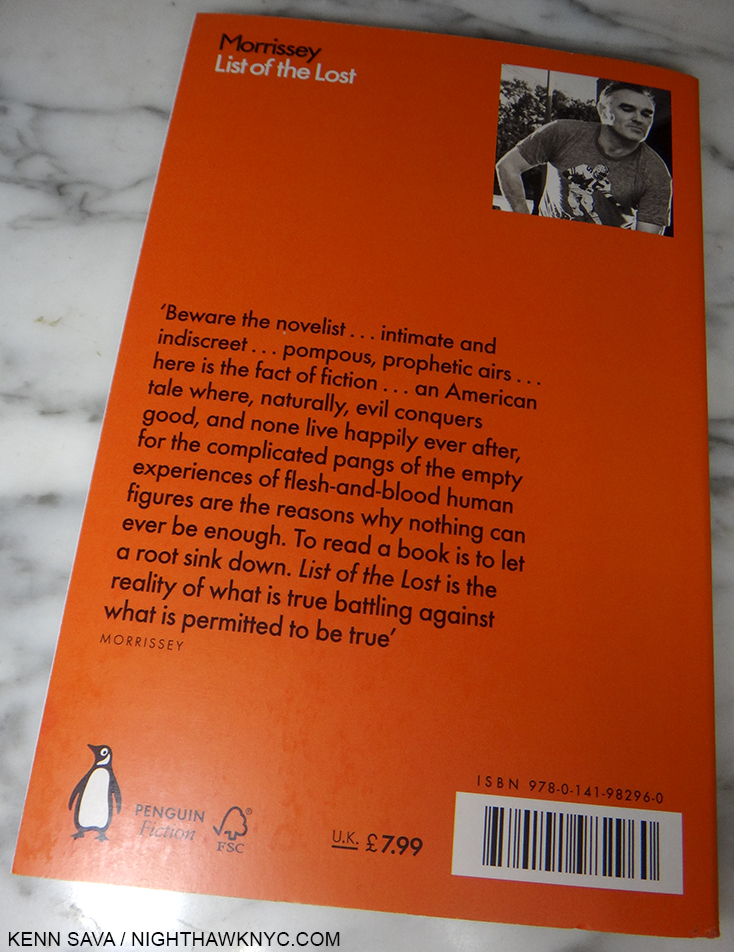 Morrissey
List of the Lost
‘Beware the novelist . . . intimate and
indiscreet . . . pompous, prophetic airs . . .
here is the fact of fiction . . . an American
tale where, naturally, evil conquers
good, and none live happily ever after,
for the complicated pangs of the empty
experiences of flesh-and-blood human
figures are the reasons why nothing can
ever be enough. To read a book is to let
a root sink down. List of the Lost is the
reality of what is true battling against
what is permitted to be true’
MORRISSEY
PENGUIN
Fiction
®
FSC
U.K. £7.99
ISBN 978-0-141-98296-0
KENN SAVA / NIGHTHAWKNYC.COM